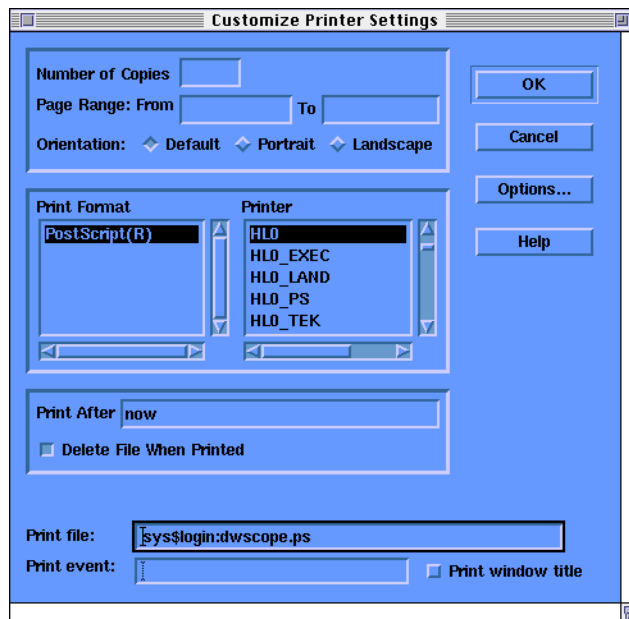 Customize Printer Settings
Number of Copies
Page Range: From To
Orientation: Default Portrait Landscape
OK
Cancel
Options...
Help
Print Format
PostScript(R)
Printer
HL0
HL0_EXEC
HL0_LAND
HL0_PS
HL0_TEK
Print After now
Delete File When Printed
Print file: sys$login:dwscope.ps
Print event: Print window title